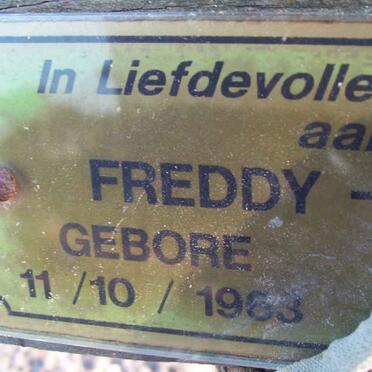 In Liefdevolle
aan
FREDDY -
GEBORE
11/10/1963